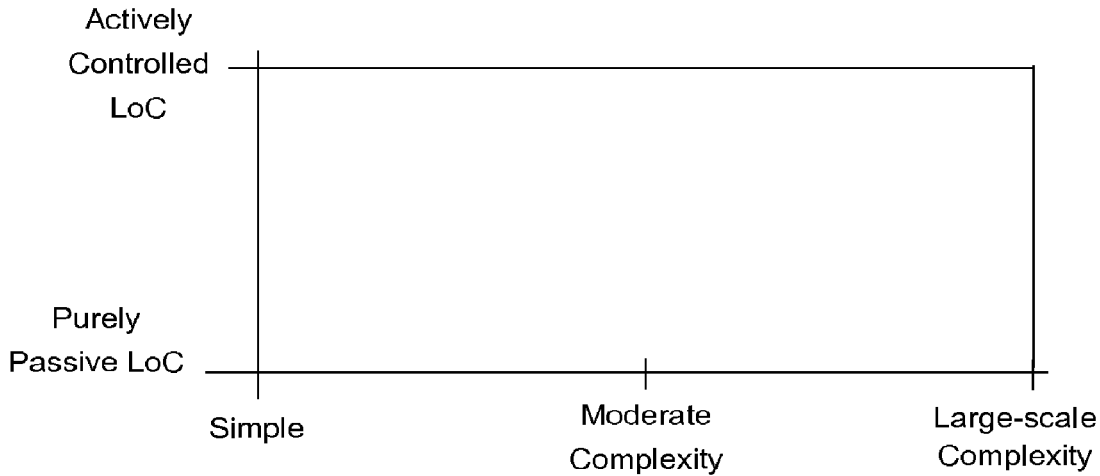 Actively
Controlled
LoC
Purely
Passive LoC
Simple
Moderate
Complexity
Large-scale
Complexity